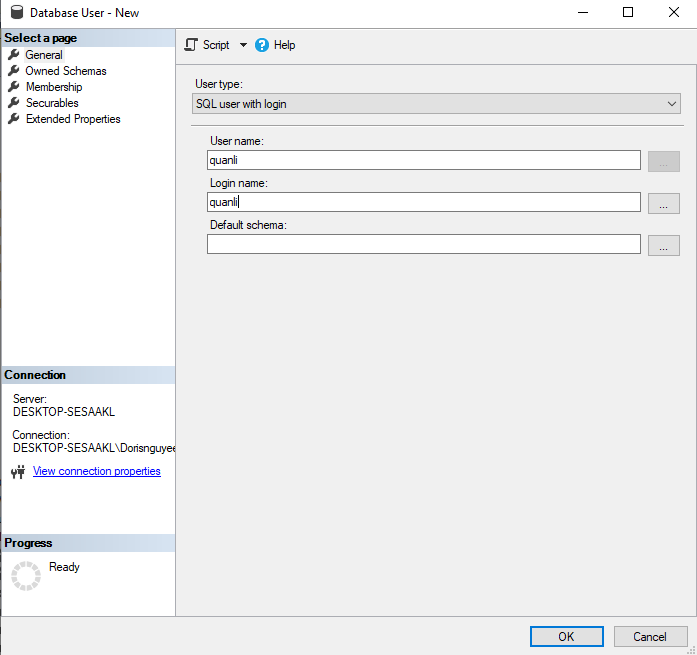 Database User - New
Select a page
General
Owned Schemas
Membership
Securables
Extended Properties
Script
Help
User type:
SQL user with login
User name:
quanli
...
Login name:
quanli
...
Default schema:
...
Connection
Server:
DESKTOP-SESAAKL
Connection:
DESKTOP-SESAAKL\Dorisnguyee
View connection properties
Progress
Ready
OK
Cancel